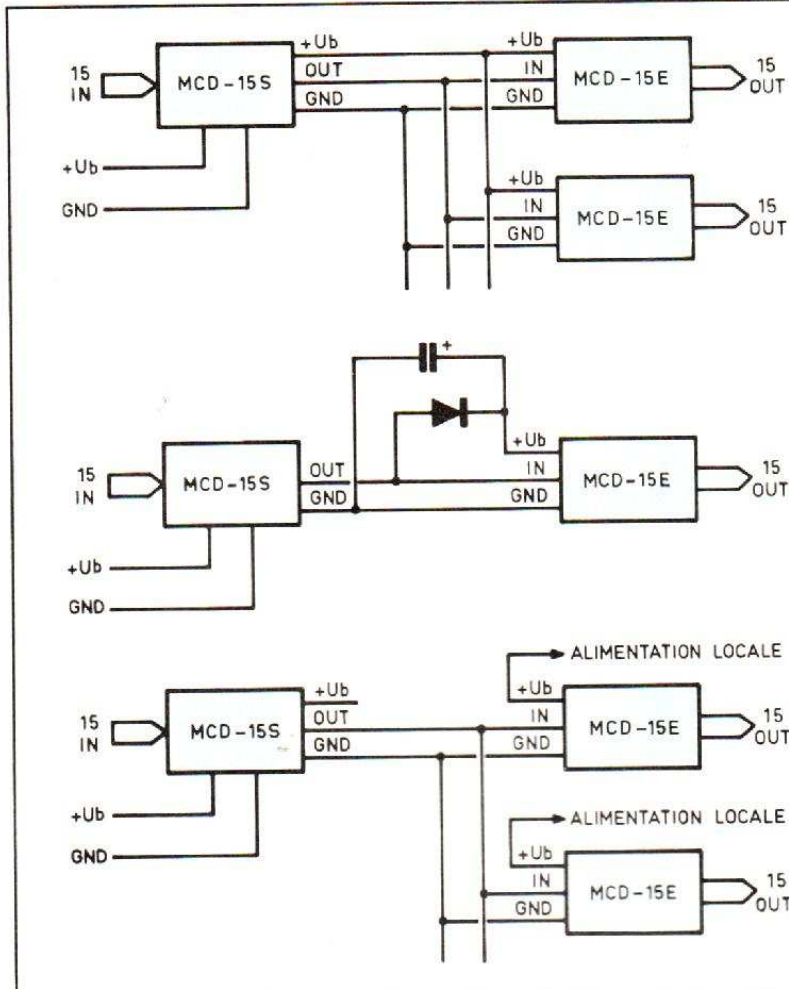 +Ub
+Ub
15
IN
MCD-15S
OUT
IN
MCD-15E
15
OUT
GND
GND
+Ub
GND
+Ub
IN
MCD-15E
15
OUT
GND
+
15
IN
MCD-15S
OUT
GND
+Ub
IN
GND
MCD-15E
15
OUT
+Ub
GND
ALIMENTATION LOCALE
15
IN
MCD-15S
+Ub
OUT
GND
+Ub
IN
GND
MCD-15E
15
OUT
+Ub
GND
ALIMENTATION LOCALE
+Ub
IN
GND
MCD-15E
15
OUT